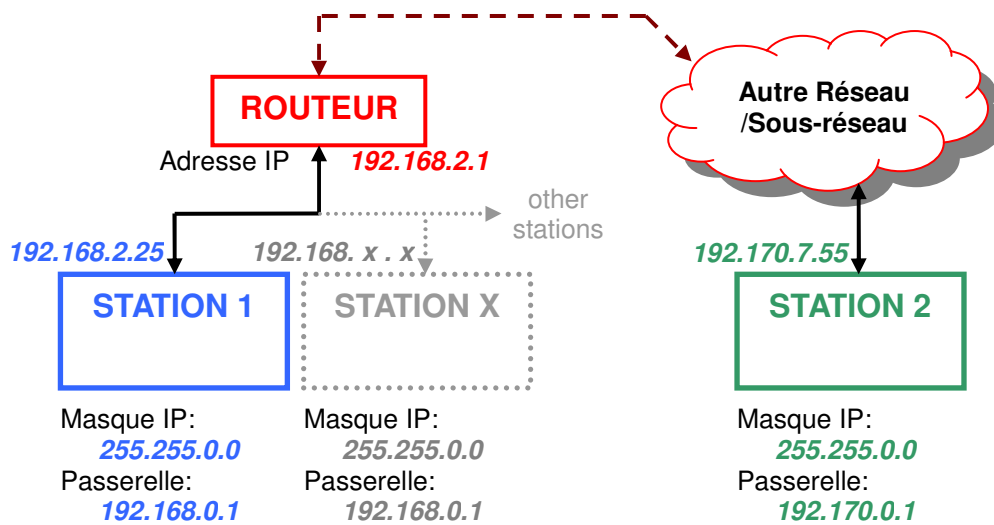 ROUTEUR
Adresse IP 192.168.2.1
Autre Réseau
/Sous-réseau
other
stations
192.168.2.25
192.168. x . x
192.170.7.55
STATION 1
STATION X
STATION 2
Masque IP:
255.255.0.0
Passerelle:
192.168.0.1
Masque IP:
255.255.0.0
Passerelle:
192.168.0.1
Masque IP:
255.255.0.0
Passerelle:
192.170.0.1